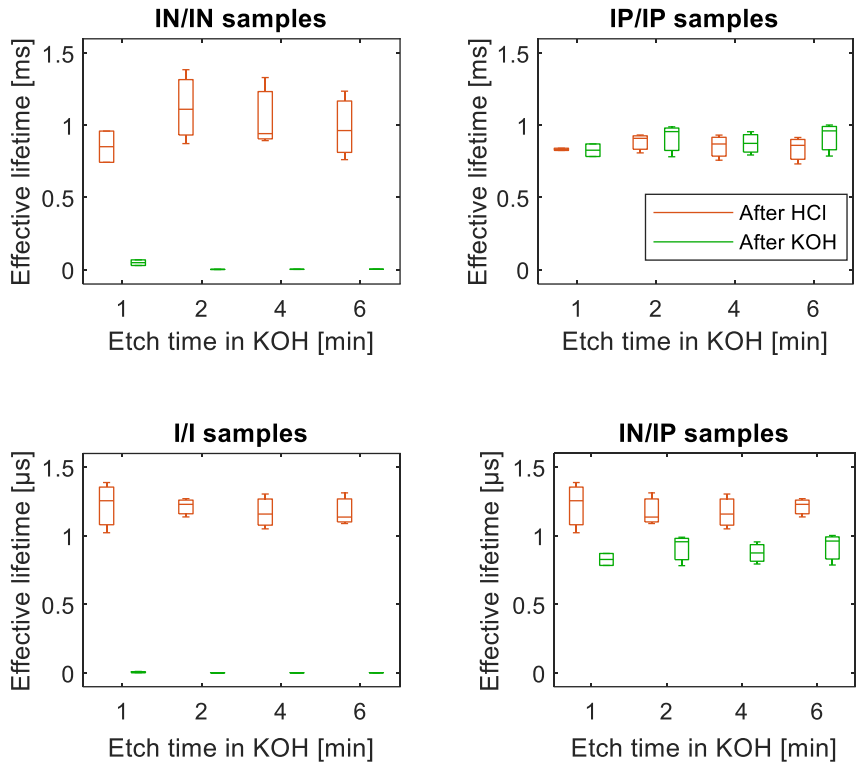 IN/IN samples
Effective lifetime [ms]
1.5
1
0.5
0
1
2
4
6
Etch time in KOH [min]
IP/IP samples
Effective lifetime [ms]
1.5
1
0.5
0
After HCl
After KOH
1
2
4
6
Etch time in KOH [min]
I/I samples
Effective lifetime [µs]
1.5
1
0.5
0
1
2
4
6
Etch time in KOH [min]
IN/IP samples
Effective lifetime [µs]
1.5
1
0.5
0
1
2
4
6
Etch time in KOH [min]